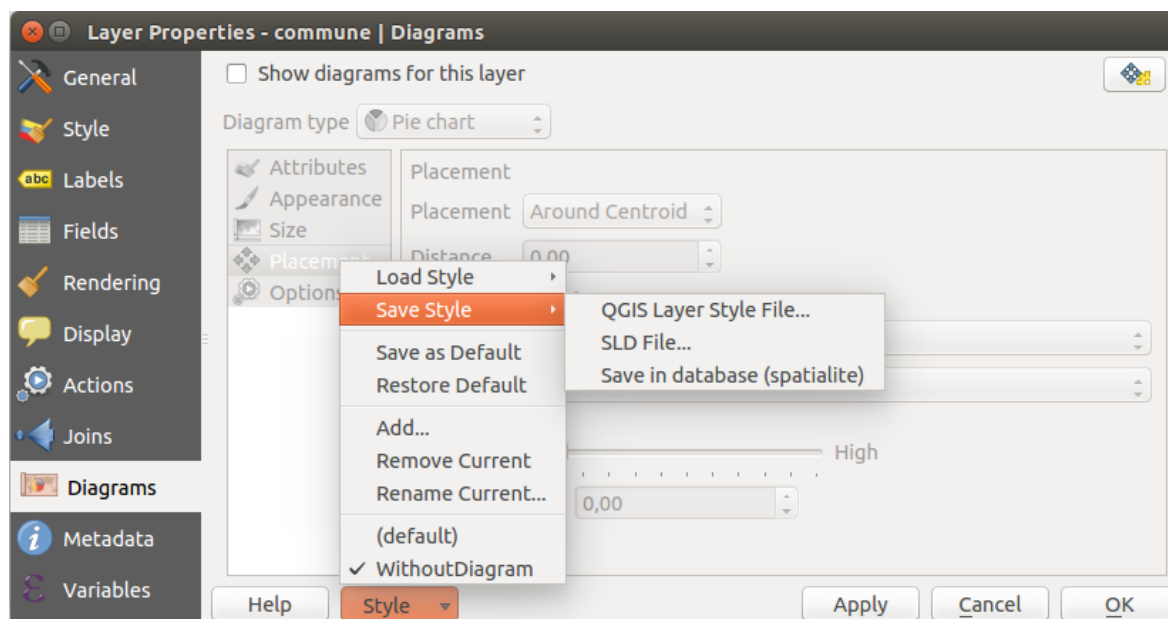 Layer Properties - commune | Diagrams
General
Style
abc Labels
Fields
Rendering
Display
Actions
Joins
Diagrams
Metadata
Variables
Show diagrams for this layer
Diagram type Pie chart
Attributes
Appearance
Size
Placem
Options
Placement
Placement Around Centroid
Distance 0,00
Load Style
Save Style
Save as Default
Restore Default
Add...
Remove Current
Rename Current...
(default)
WithoutDiagram
QGIS Layer Style File...
SLD File...
Save in database (spatialite)
High
0,00
Help
Style
Apply
Cancel
OK